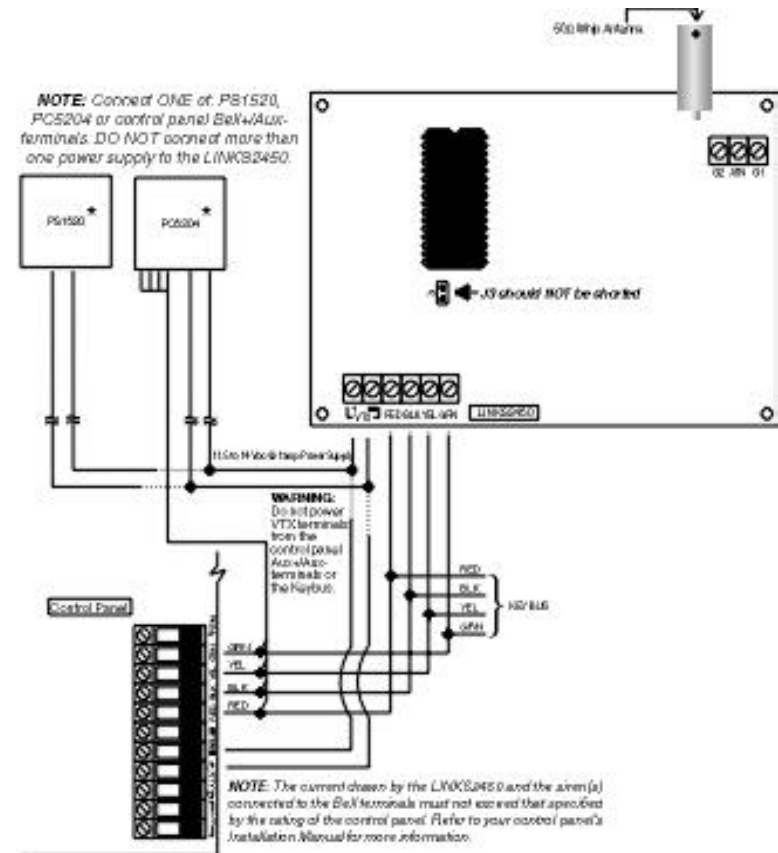 50Ω Whip Antenna
NOTE: Connect ONE of: PS1520,
PC5204 or control panel Bell+/Aux-
terminals. DO NOT connect more than
one power supply to the LINKS2450.
PS1520 *
PC5204 *
G2 G1
J3 should NOT be shorted
VTX RED BLK YEL GRN
LINKS2450
Power Supply
WARNING:
Do not power
VTX terminals
from the
control panel
Aux+/Aux-
terminals or
the Keybus.
RED
BLK
YEL
GRN
KEYBUS
Control Panel
GRN
YEL
BLK
RED
NOTE: The current drawn by the LINKS2450 and the siren(s)
connected to the Bell terminals must not exceed that specified
by the rating of the control panel. Refer to your control panel's
Installation Manual for more information.